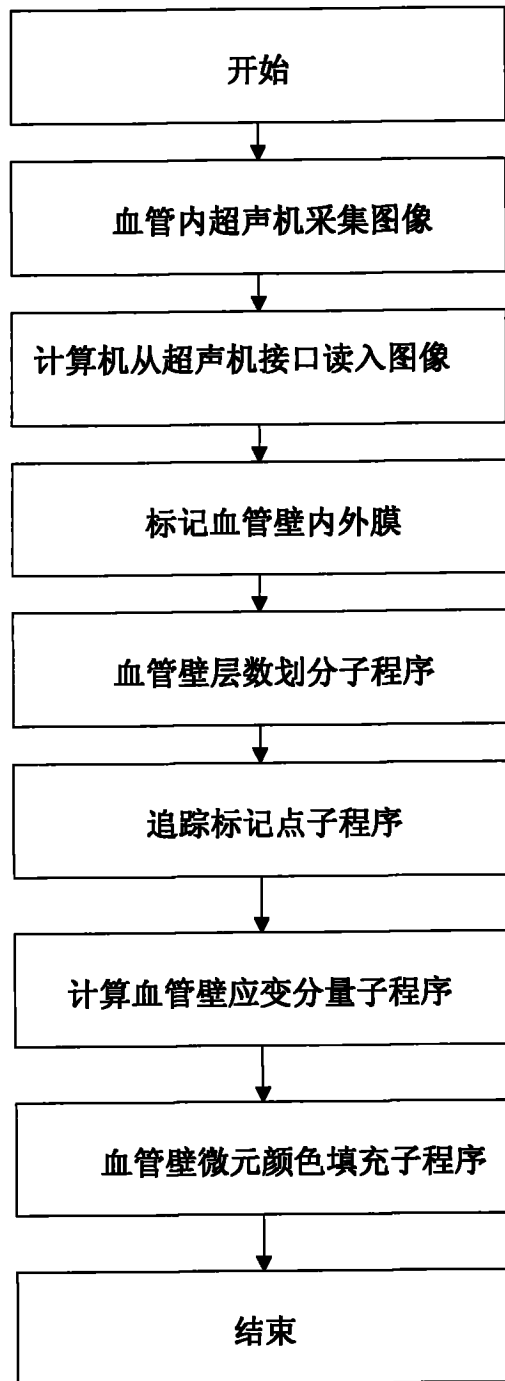 开始
血管内超声机采集图像
计算机从超声机接口读入图像
标记血管壁内外膜
血管壁层数划分子程序
追踪标记点子程序
计算血管壁应变分量子程序
血管壁微元颜色填充子程序
结束